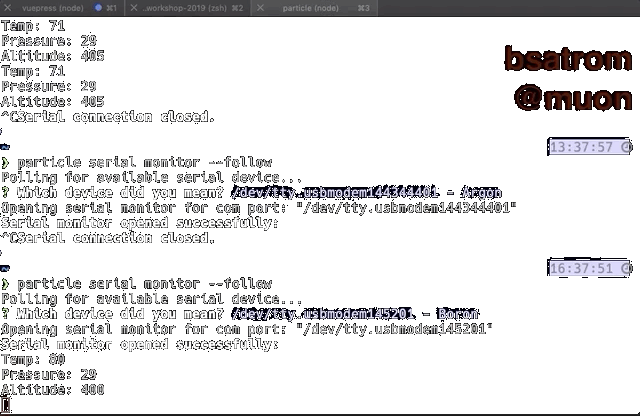 vuepress (node) ⌘1 ..workshop-2019 (zsh) ⌘2 particle (node) ⌘3
Temp: 71
Pressure: 29
Altitude: 405
Temp: 71
Pressure: 29
Altitude: 405
^CSerial connection closed.
bsatrom
@muon
~ 13:37:57
❯ particle serial monitor --follow
Polling for available serial device...
? Which device did you mean? /dev/tty.usbmodem144344401 - Argon
Opening serial monitor for com port: "/dev/tty.usbmodem144344401"
Serial monitor opened successfully:
^CSerial connection closed.
~ 16:37:51
❯ particle serial monitor --follow
Polling for available serial device...
? Which device did you mean? /dev/tty.usbmodem145201 - Boron
Opening serial monitor for com port: "/dev/tty.usbmodem145201"
Serial monitor opened successfully:
Temp: 80
Pressure: 29
Altitude: 400